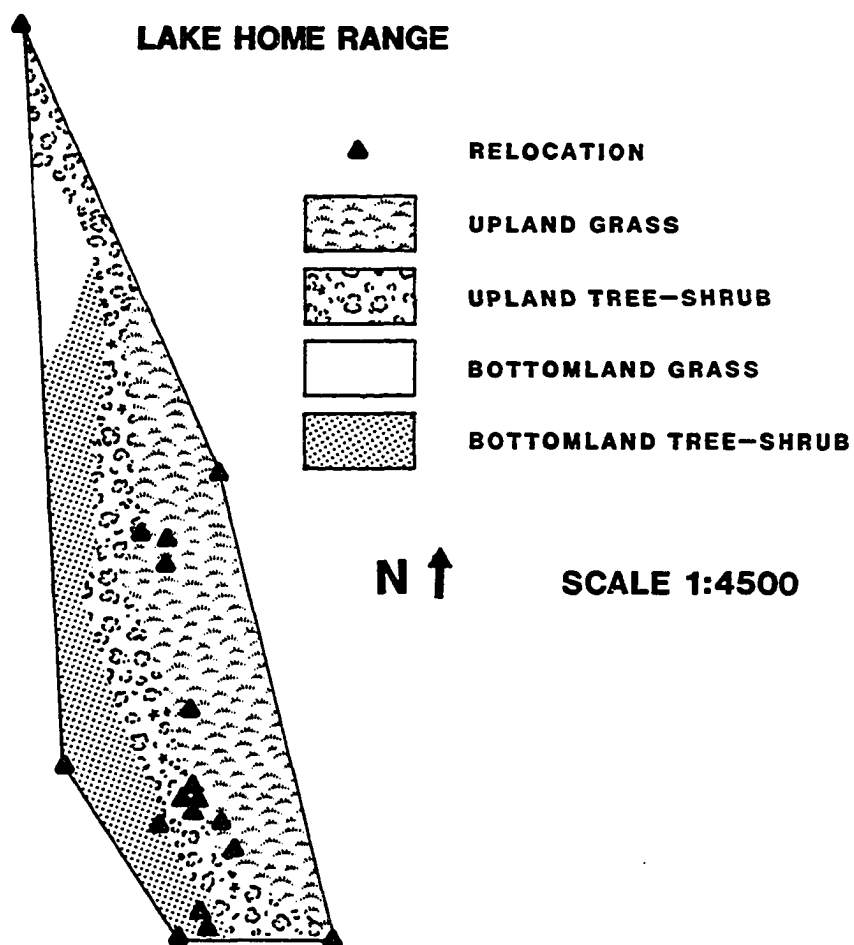 LAKE HOME RANGE
RELOCATION
UPLAND GRASS
UPLAND TREE-SHRUB
BOTTOMLAND GRASS
BOTTOMLAND TREE-SHRUB
N
SCALE 1:4500